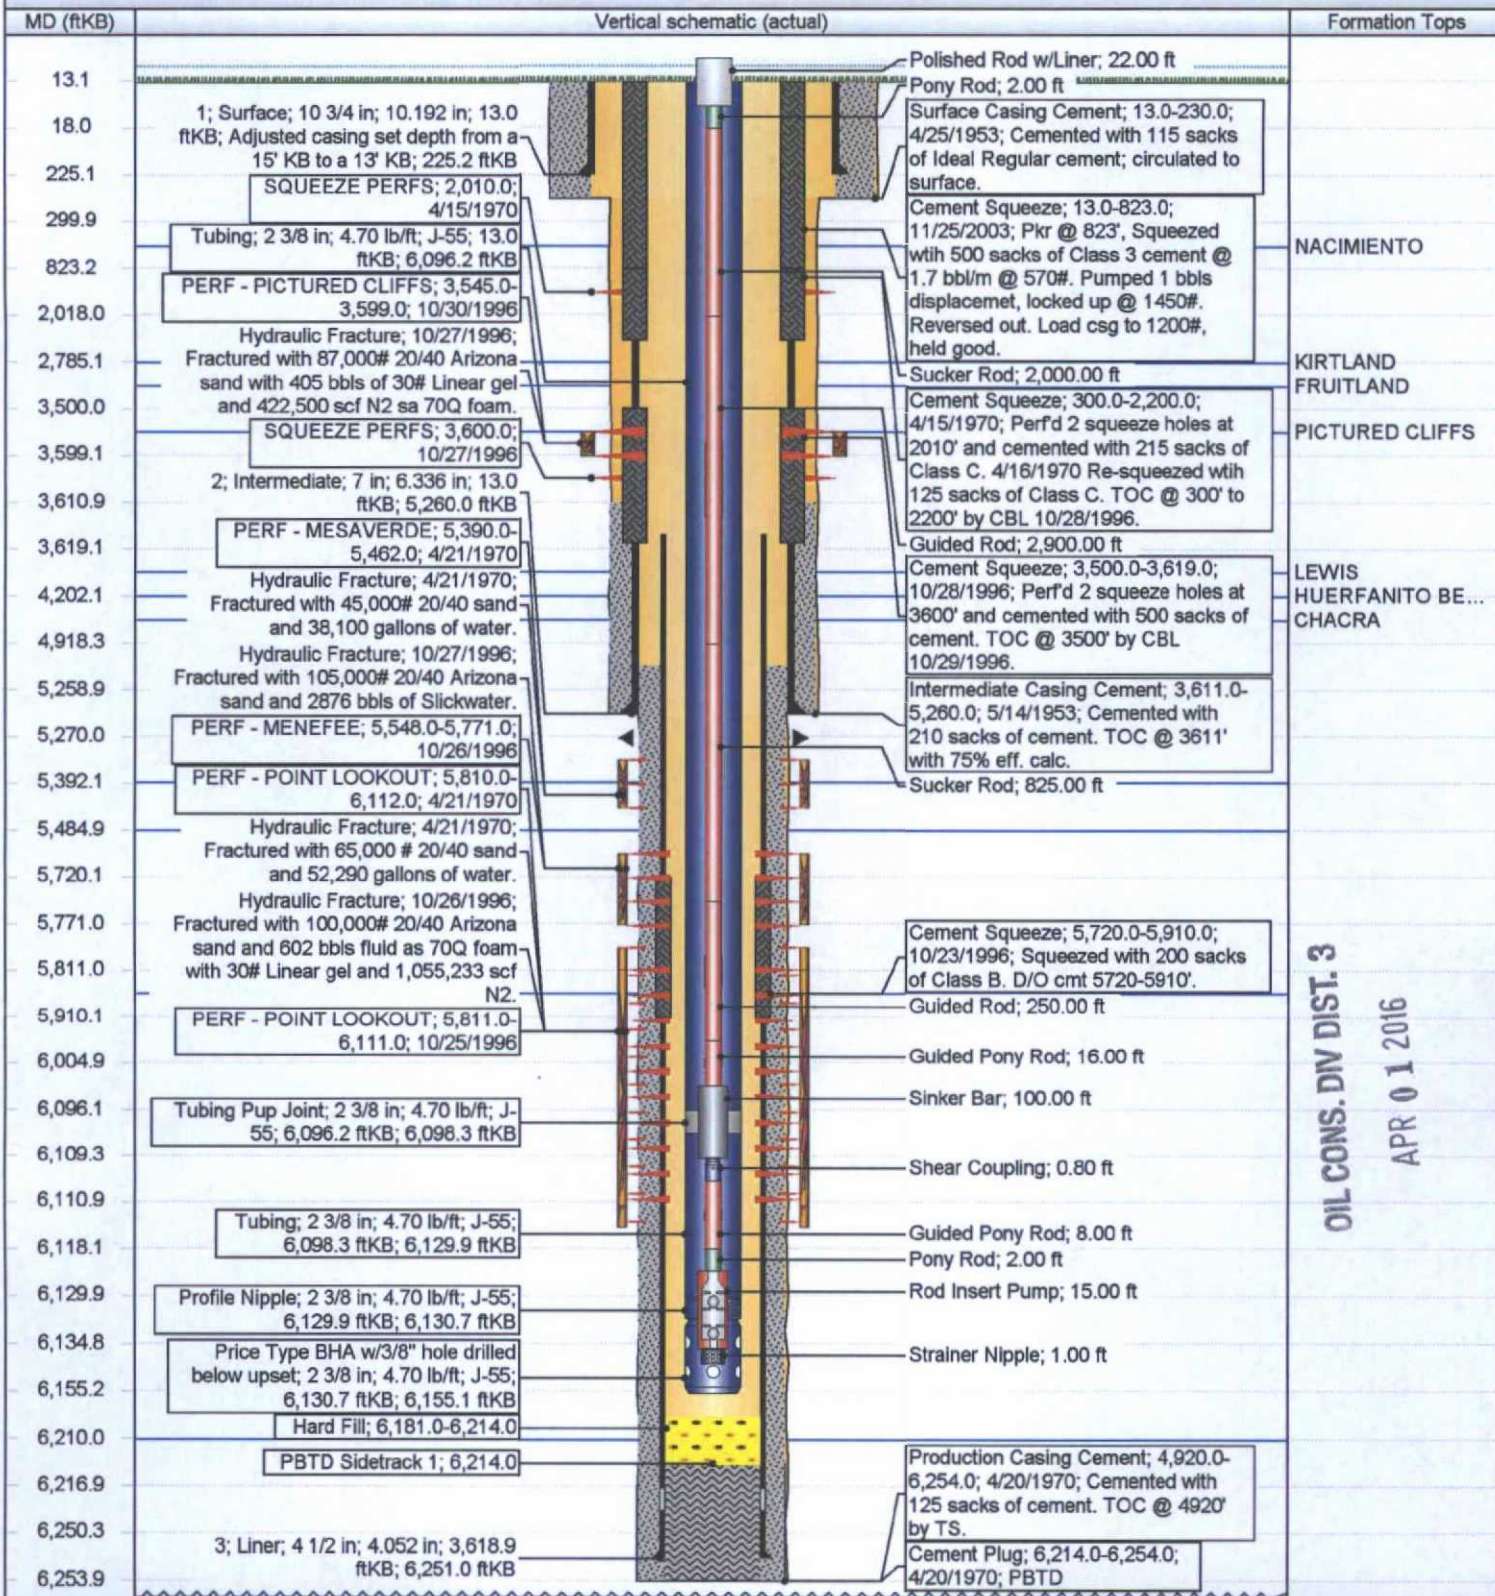 MD (ftKB)
Vertical schematic (actual)
Formation Tops
13.1
18.0
225.1
299.9
823.2
2,018.0
2,785.1
3,500.0
3,599.1
3,610.9
3,619.1
4,202.1
4,918.3
5,258.9
5,270.0
5,392.1
5,484.9
5,720.1
5,771.0
5,811.0
5,910.1
6,004.9
6,096.1
6,109.3
6,110.9
6,118.1
6,129.9
6,134.8
6,155.2
6,210.0
6,216.9
6,250.3
6,253.9
1; Surface; 10 3/4 in; 10.192 in; 13.0
ftKB; Adjusted casing set depth from a
15' KB to a 13' KB; 225.2 ftKB
SQUEEZE PERFS; 2,010.0;
4/15/1970
Tubing; 2 3/8 in; 4.70 lb/ft; J-55; 13.0
ftKB; 6,096.2 ftKB
PERF - PICTURED CLIFFS; 3,545.0-
3,599.0; 10/30/1996
Hydraulic Fracture; 10/27/1996;
Fractured with 87,000# 20/40 Arizona
sand with 405 bbls of 30# Linear gel
and 422,500 scf N2 sa 70Q foam.
SQUEEZE PERFS; 3,600.0;
10/27/1996
2; Intermediate; 7 in; 6.336 in; 13.0
ftKB; 5,260.0 ftKB
PERF - MESAVERDE; 5,390.0-
5,462.0; 4/21/1970
Hydraulic Fracture; 4/21/1970;
Fractured with 45,000# 20/40 sand
and 38,100 gallons of water.
Hydraulic Fracture; 10/27/1996;
Fractured with 105,000# 20/40 Arizona
sand and 2876 bbls of Slickwater.
PERF - MENEFEE; 5,548.0-5,771.0;
10/26/1996
PERF - POINT LOOKOUT; 5,810.0-
6,112.0; 4/21/1970
Hydraulic Fracture; 4/21/1970;
Fractured with 65,000 # 20/40 sand
and 52,290 gallons of water.
Hydraulic Fracture; 10/26/1996;
Fractured with 100,000# 20/40 Arizona
sand and 602 bbls fluid as 70Q foam
with 30# Linear gel and 1,055,233 scf
N2.
PERF - POINT LOOKOUT; 5,811.0-
6,111.0; 10/25/1996
Tubing Pup Joint; 2 3/8 in; 4.70 lb/ft; J-
55; 6,096.2 ftKB; 6,098.3 ftKB
Tubing; 2 3/8 in; 4.70 lb/ft; J-55;
6,098.3 ftKB; 6,129.9 ftKB
Profile Nipple; 2 3/8 in; 4.70 lb/ft; J-55;
6,129.9 ftKB; 6,130.7 ftKB
Price Type BHA w/3/8" hole drilled
below upset; 2 3/8 in; 4.70 lb/ft; J-55;
6,130.7 ftKB; 6,155.1 ftKB
Hard Fill; 6,181.0-6,214.0
PBTD Sidetrack 1; 6,214.0
3; Liner; 4 1/2 in; 4.052 in; 3,618.9
ftKB; 6,251.0 ftKB
Polished Rod w/Liner; 22.00 ft
Pony Rod; 2.00 ft
Surface Casing Cement; 13.0-230.0;
4/25/1953; Cemented with 115 sacks
of Ideal Regular cement; circulated to
surface.
Cement Squeeze; 13.0-823.0;
11/25/2003; Pkr @ 823', Squeezed
wtih 500 sacks of Class 3 cement @
1.7 bbl/m @ 570#. Pumped 1 bbls
displacemet, locked up @ 1450#.
Reversed out. Load csg to 1200#,
held good.
Sucker Rod; 2,000.00 ft
Cement Squeeze; 300.0-2,200.0;
4/15/1970; Perf'd 2 squeeze holes at
2010' and cemented with 215 sacks of
Class C. 4/16/1970 Re-squeezed wtih
125 sacks of Class C. TOC @ 300' to
2200' by CBL 10/28/1996.
Guided Rod; 2,900.00 ft
Cement Squeeze; 3,500.0-3,619.0;
10/28/1996; Perf'd 2 squeeze holes at
3600' and cemented with 500 sacks of
cement. TOC @ 3500' by CBL
10/29/1996.
Intermediate Casing Cement; 3,611.0-
5,260.0; 5/14/1953; Cemented with
210 sacks of cement. TOC @ 3611'
with 75% eff. calc.
Sucker Rod; 825.00 ft
Cement Squeeze; 5,720.0-5,910.0;
10/23/1996; Squeezed with 200 sacks
of Class B. D/O cmt 5720-5910'.
Guided Rod; 250.00 ft
Guided Pony Rod; 16.00 ft
Sinker Bar; 100.00 ft
Shear Coupling; 0.80 ft
Guided Pony Rod; 8.00 ft
Pony Rod; 2.00 ft
Rod Insert Pump; 15.00 ft
Strainer Nipple; 1.00 ft
Production Casing Cement; 4,920.0-
6,254.0; 4/20/1970; Cemented with
125 sacks of cement. TOC @ 4920'
by TS.
Cement Plug; 6,214.0-6,254.0;
4/20/1970; PBTD
NACIMIENTO
KIRTLAND
FRUITLAND
PICTURED CLIFFS
LEWIS
HUERFANITO BE...
CHACRA
OIL CONS. DIV DIST. 3
APR 01 2016